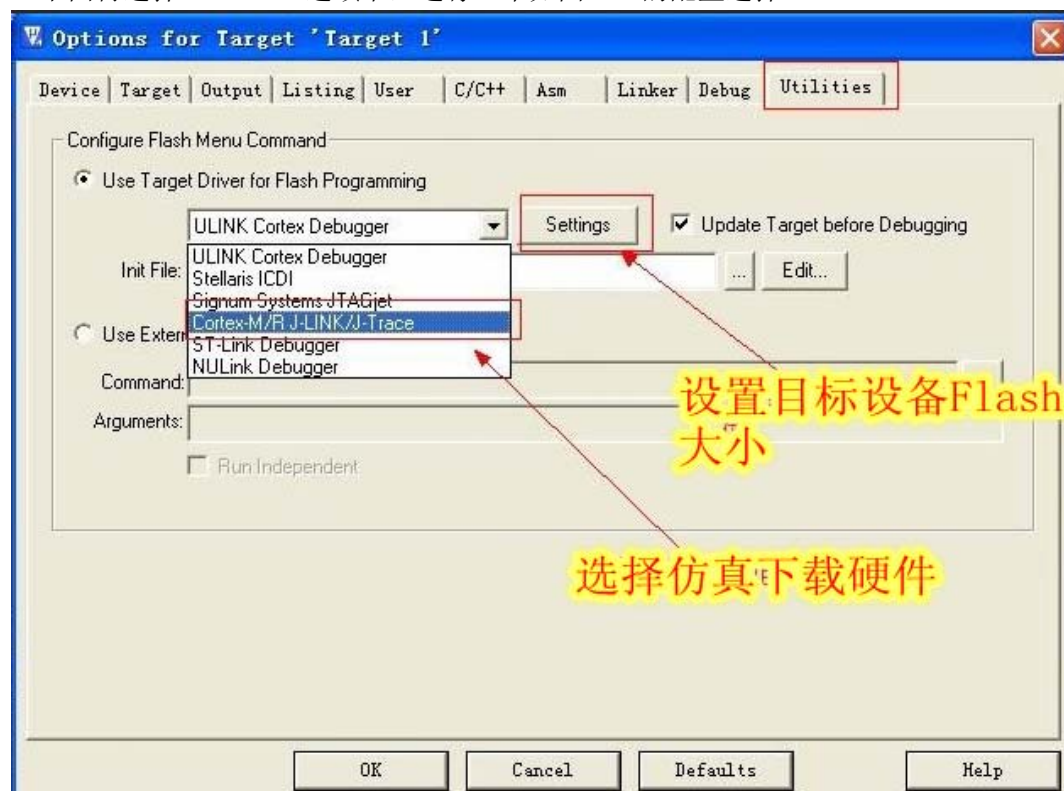 Options for Target 'Target 1'
Device Target Output Listing User C/C++ Asm Linker Debug Utilities
Configure Flash Menu Command
Use Target Driver for Flash Programming
ULINK Cortex Debugger Settings Update Target before Debugging
ULINK Cortex Debugger
Init File: ... Edit...
Stellaris ICDI
Signum Systems JTAGjet
Cortex-M/R J-LINK/J-Trace
Use Extern
ST-Link Debugger
NULink Debugger
Command:
设置目标设备Flash
大小
Arguments:
Run Independent
选择仿真下载硬件
OK Cancel Defaults Help